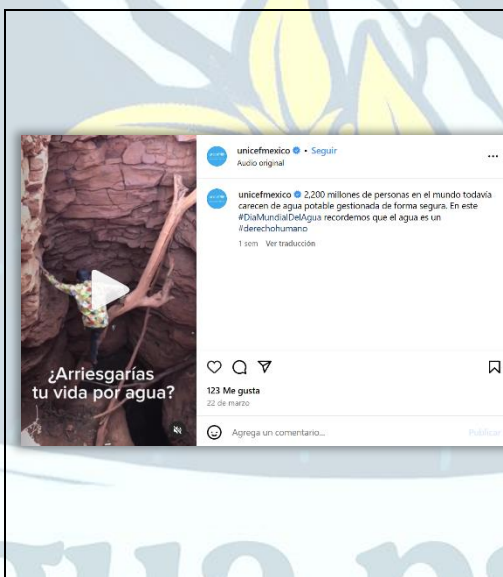 unicefmexico • Seguir
Audio original
unicefmexico 2,200 millones de personas en el mundo todavía
carecen de agua potable gestionada de forma segura. En este
#DiaMundialDelAgua recordemos que el agua es un
#derechohumano
1 sem Ver traducción
¿Arriesgarías
tu vida por agua?
123 Me gusta
22 de marzo
Agrega un comentario...
Publicar